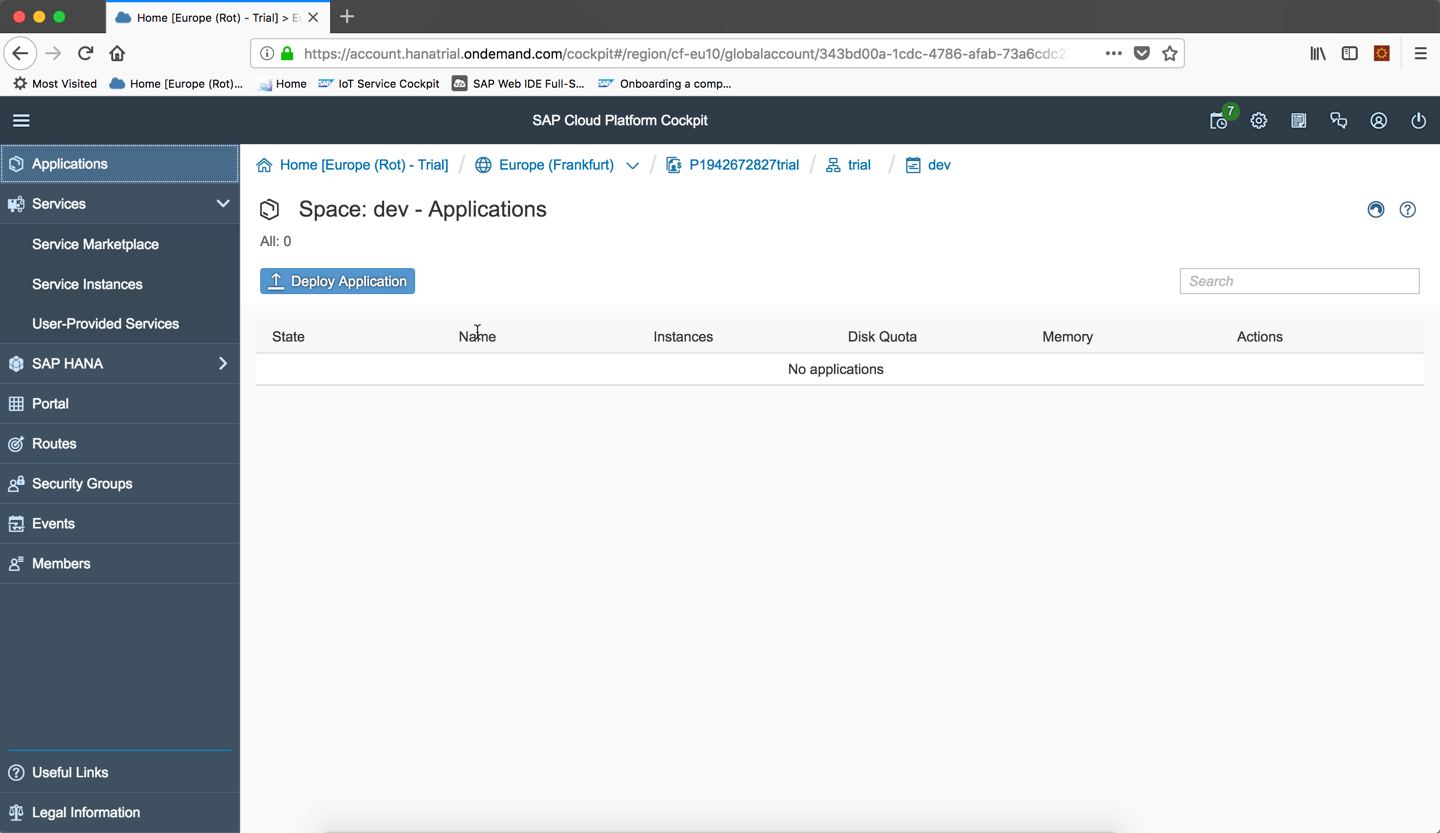 Home [Europe (Rot) - Trial] > E
https://account.hanatrial.ondemand.com/cockpit#/region/cf-eu10/globalaccount/343bd00a-1cdc-4786-afab-73a6cdc2
Most Visited Home [Europe (Rot)... Home SAP IoT Service Cockpit SAP Web IDE Full-S... SAP Onboarding a comp...
SAP Cloud Platform Cockpit 7
Applications
Services
Service Marketplace
Service Instances
User-Provided Services
SAP HANA
Portal
Routes
Security Groups
Events
Members
Useful Links
Legal Information
Home [Europe (Rot) - Trial] / Europe (Frankfurt) / P1942672827trial / trial / dev
Space: dev - Applications
All: 0
Deploy Application Search
State Name Instances Disk Quota Memory Actions
No applications